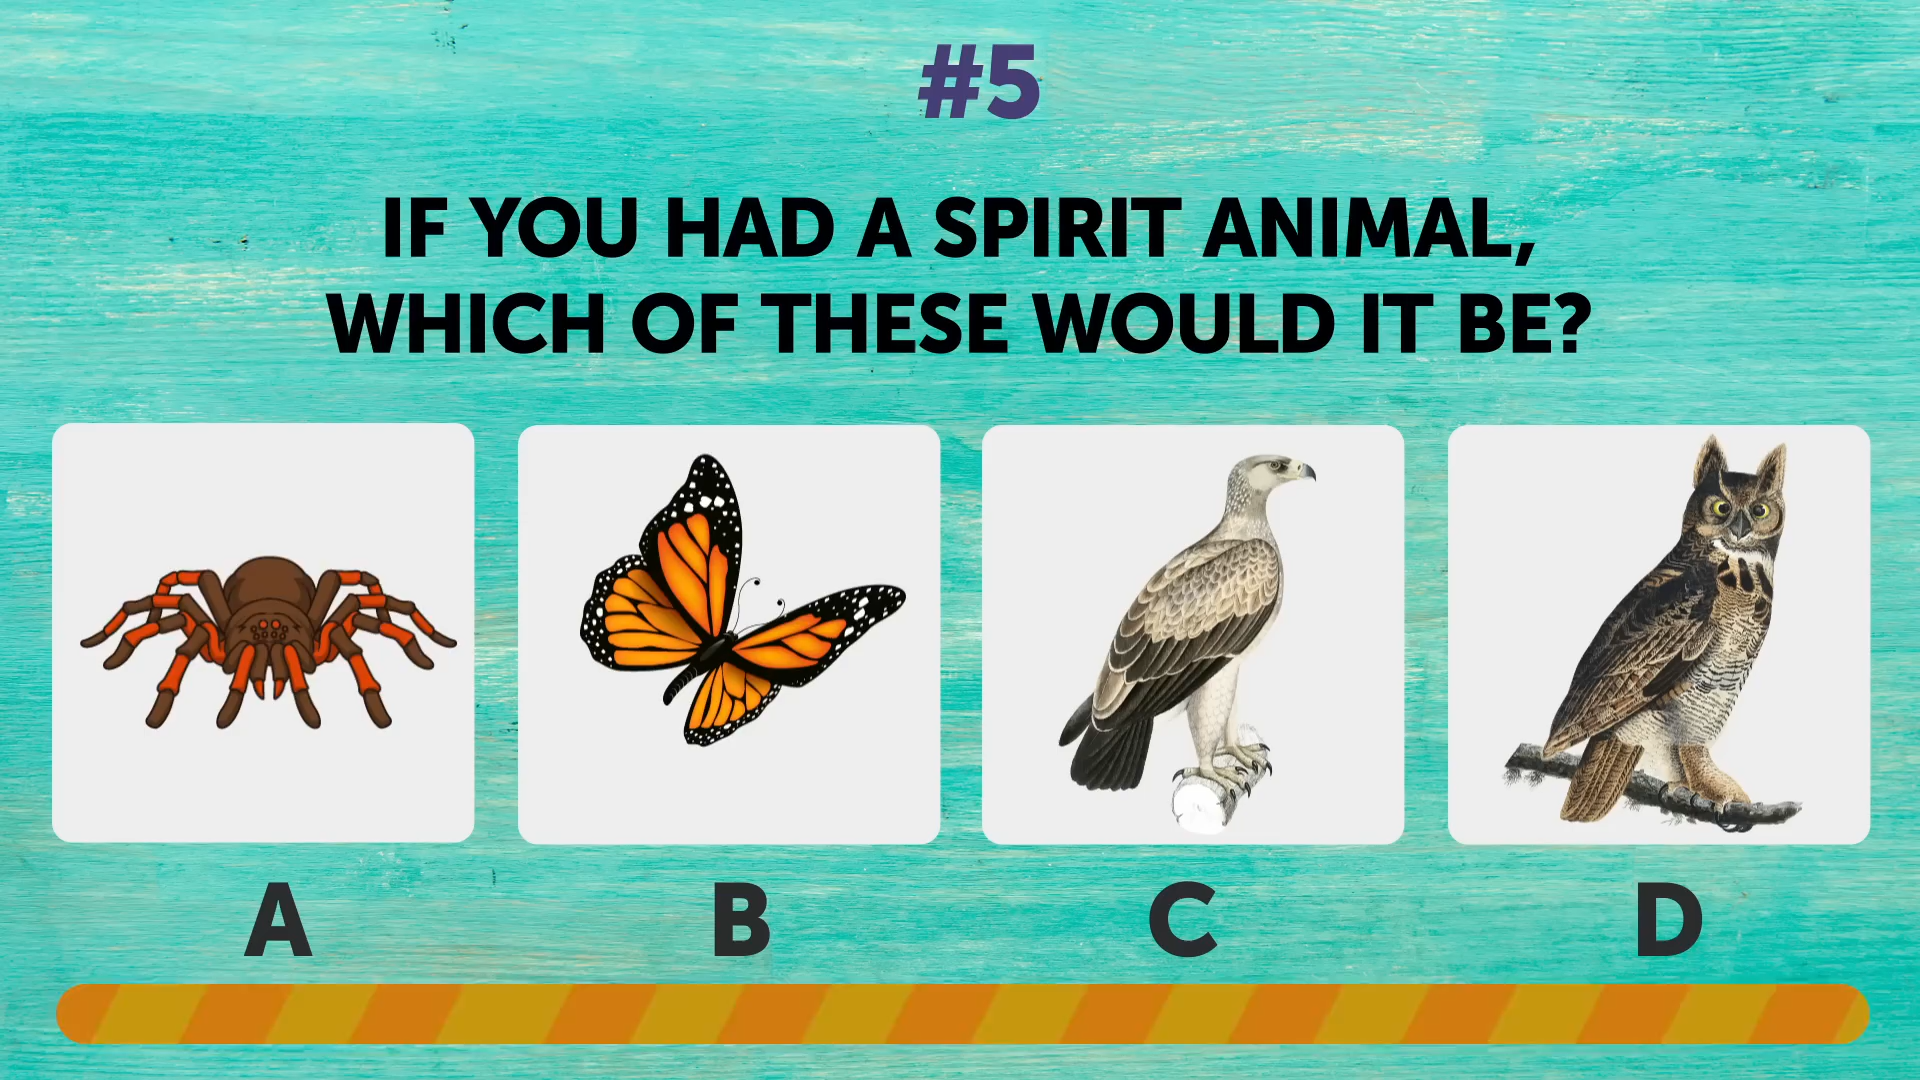 #5
IF YOU HAD A SPIRIT ANIMAL,
WHICH OF THESE WOULD IT BE?
A
B
C
D